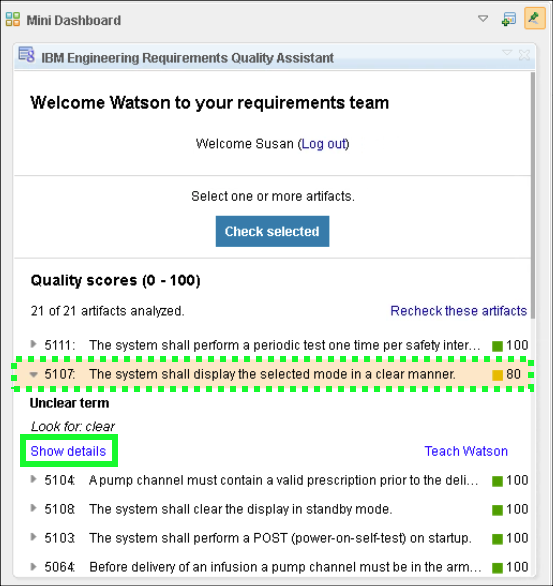 Mini Dashboard
IBM Engineering Requirements Quality Assistant
Welcome Watson to your requirements team
Welcome Susan (Log out)
Select one or more artifacts.
Check selected
Quality scores (0 - 100)
21 of 21 artifacts analyzed. Recheck these artifacts
5111: The system shall perform a periodic test one time per safety inter... 100
5107: The system shall display the selected mode in a clear manner. 80
Unclear term
Look for: clear
Show details Teach Watson
5104: A pump channel must contain a valid prescription prior to the deli... 100
5108: The system shall clear the display in standby mode. 100
5103: The system shall perform a POST (power-on-self-test) on startup. 100
5064: Before delivery of an infusion a pump channel must be in the arm... 100